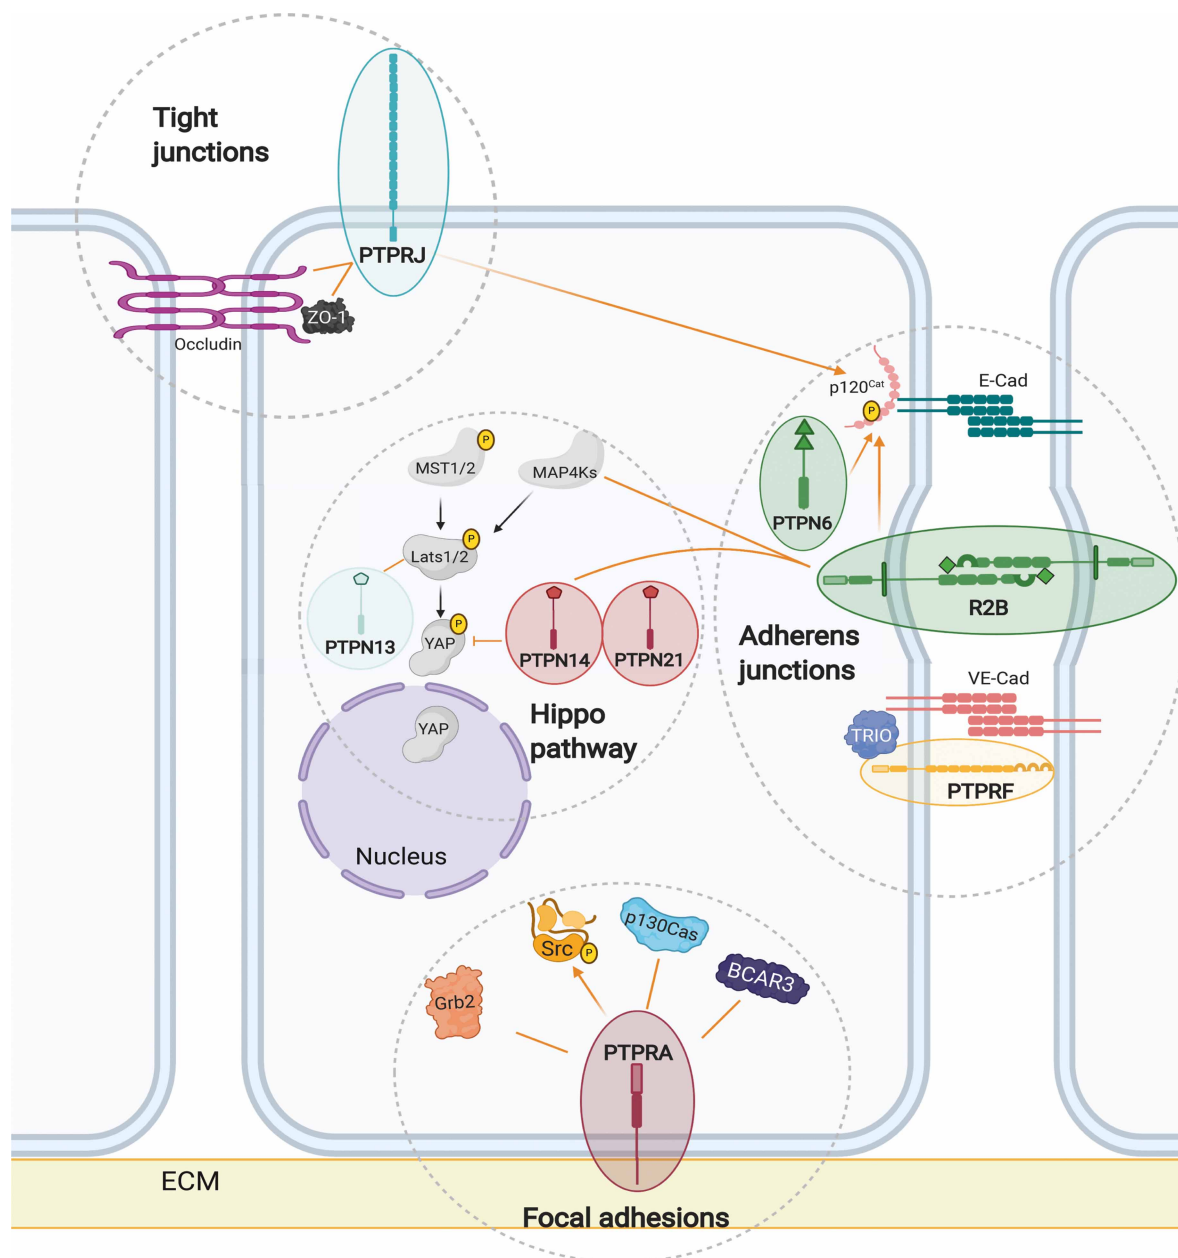 Tight
junctions
PTPRJ
ZO-1
Occludin
p120Cat
P
E-Cad
MST1/2
P
MAP4Ks
PTPN6
Lats1/2
P
R2B
PTPN13
YAP
P
PTPN14
PTPN21
Adherens
junctions
VE-Cad
TRIO
PTPRF
YAP
Hippo
pathway
Nucleus
Src
P
p130Cas
BCAR3
Grb2
PTPRA
ECM
Focal adhesions